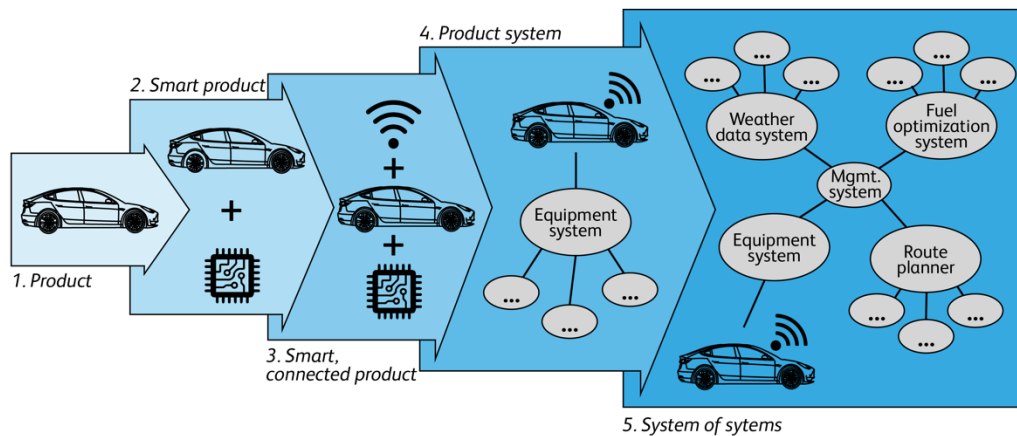 1. Product
2. Smart product
3. Smart,
connected product
4. Product system
Equipment
system
...
...
...
5. System of sytems
...
...
...
Weather
data system
...
...
...
Fuel
optimization
system
Mgmt.
system
Equipment
system
Route
planner
...
...
...